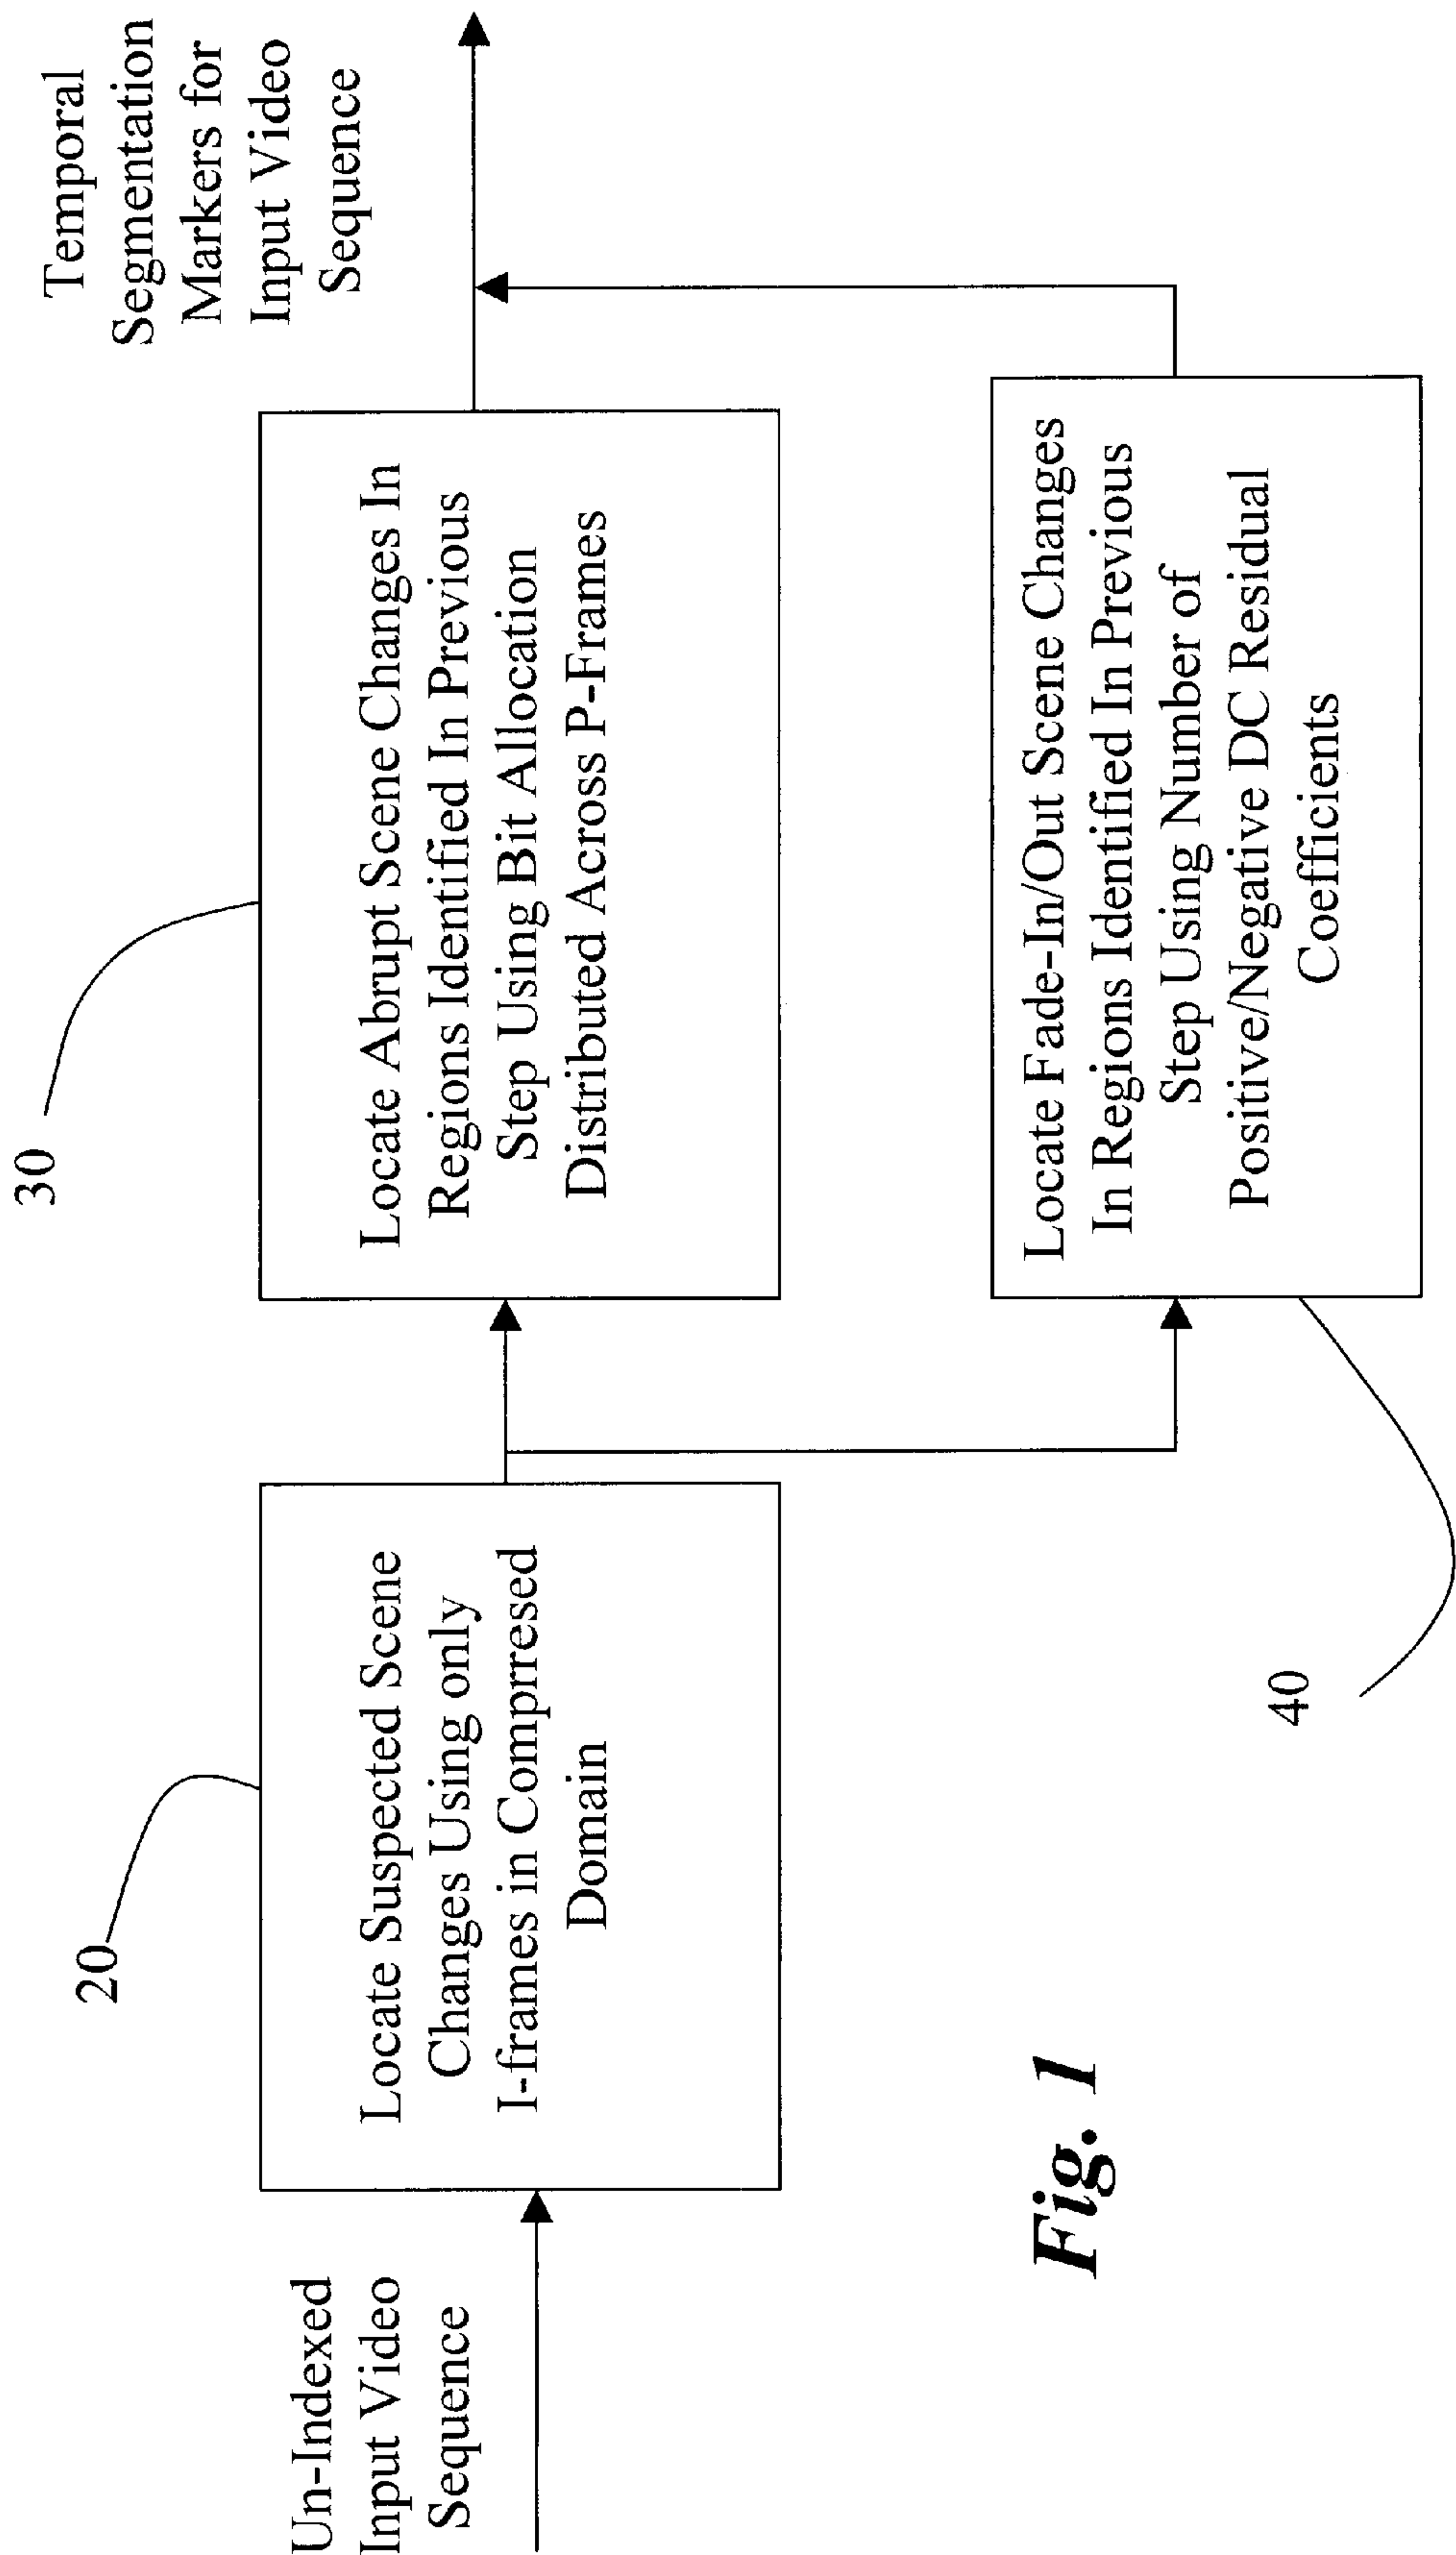 Un-Indexed
Input Video
Sequence
20
Locate Suspected Scene
Changes Using only
I-frames in Compresed
Domain
30
Locate Abrupt Scene Changes In
Regions Identified In Previous
Step Using Bit Allocation
Distributed Across P-Frames
Temporal
Segmentation
Markers for
Input Video
Sequence
40
Locate Fade-In/Out Scene Changes
In Regions Identified In Previous
Step Using Number of
Positive/Negative DC Residual
Coefficients
Fig. 1